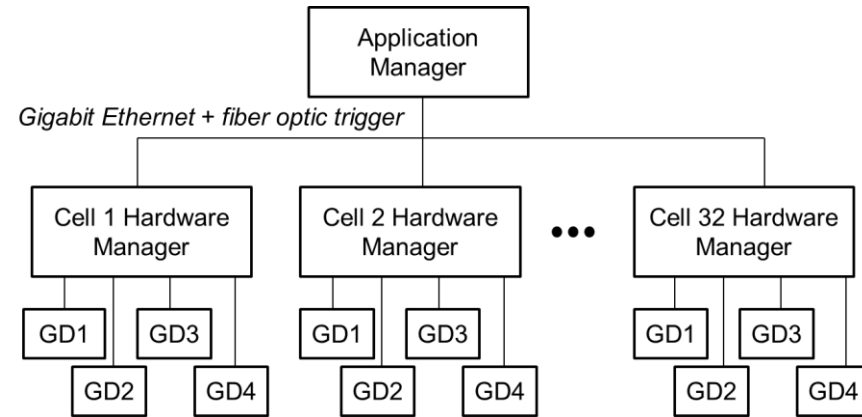 Application
Manager
Gigabit Ethernet + fiber optic trigger
Cell 1 Hardware
Manager
Cell 2 Hardware
Manager
•••
Cell 32 Hardware
Manager
GD1
GD3
GD1
GD3
GD1
GD3
GD2
GD4
GD2
GD4
GD2
GD4